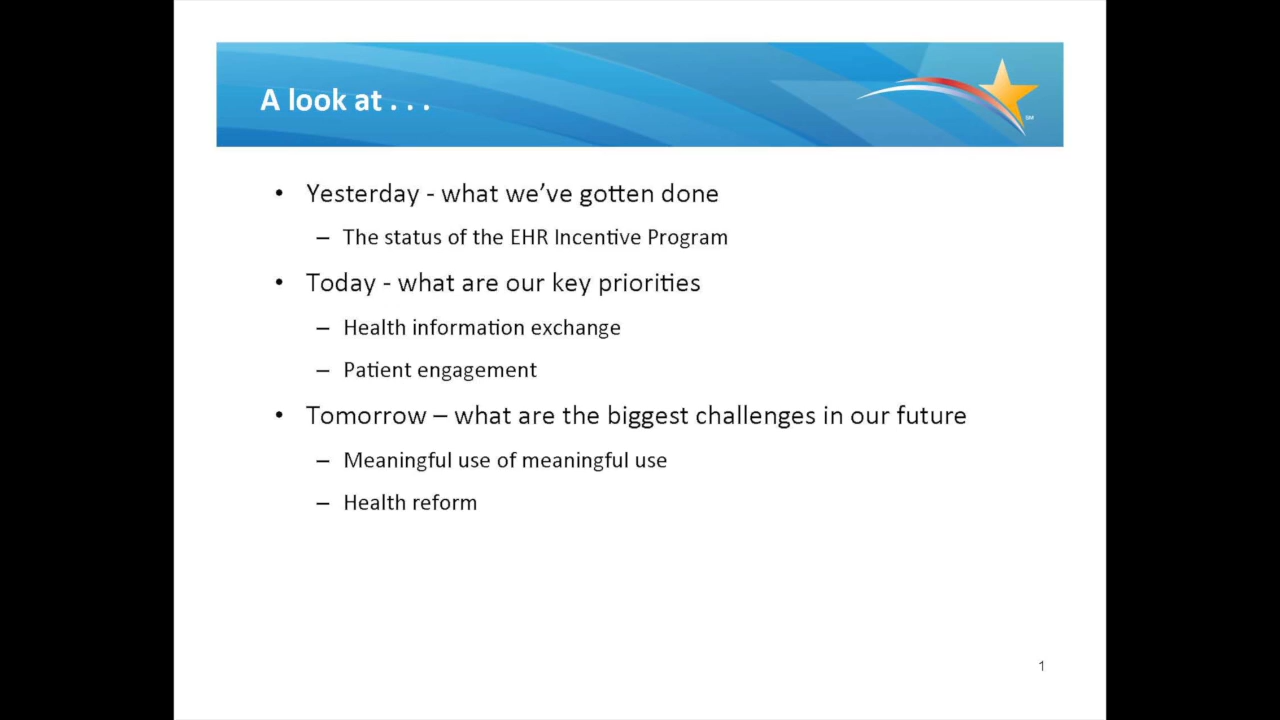 A look at . . .
SM
• Yesterday - what we’ve gotten done
– The status of the EHR Incentive Program
• Today - what are our key priorities
– Health information exchange
– Patient engagement
• Tomorrow – what are the biggest challenges in our future
– Meaningful use of meaningful use
– Health reform
1